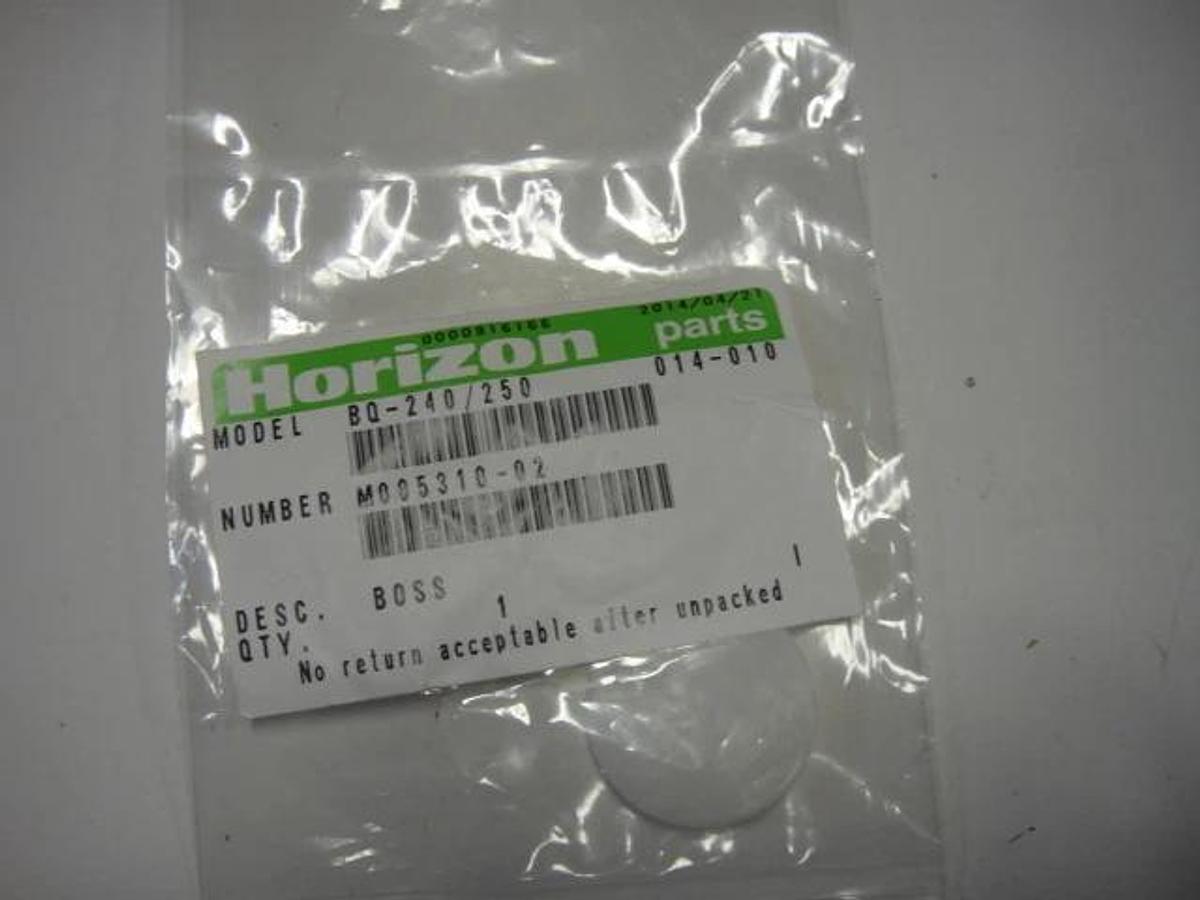 0000916166 2014/04/21
Horizon parts
014-010
MODEL BQ-240/250
NUMBER M005310-02
DESC. BOSS
QTY. 1 I
No return acceptable after unpacked